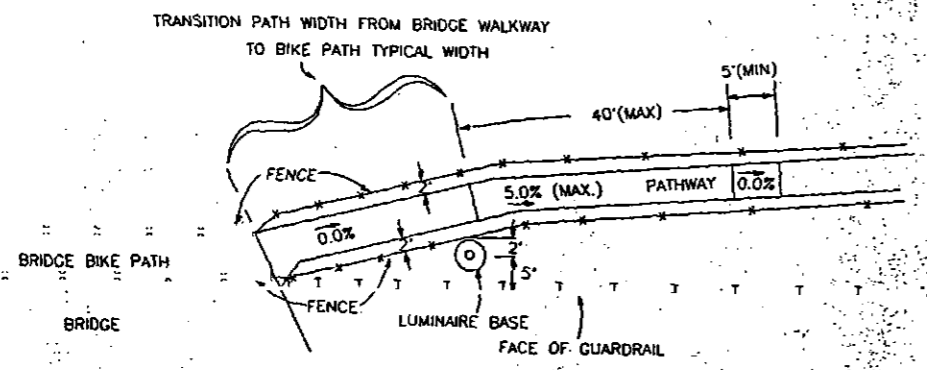 TRANSITION PATH WIDTH FROM BRIDGE WALKWAY
TO BIKE PATH TYPICAL WIDTH
5'(MIN)
40'(MAX)
FENCE
2'
5.0% (MAX.)
PATHWAY
0.0%
0.0%
2'
2'
5'
BRIDGE BIKE PATH
FENCE
BRIDGE
LUMINAIRE BASE
FACE OF GUARDRAIL